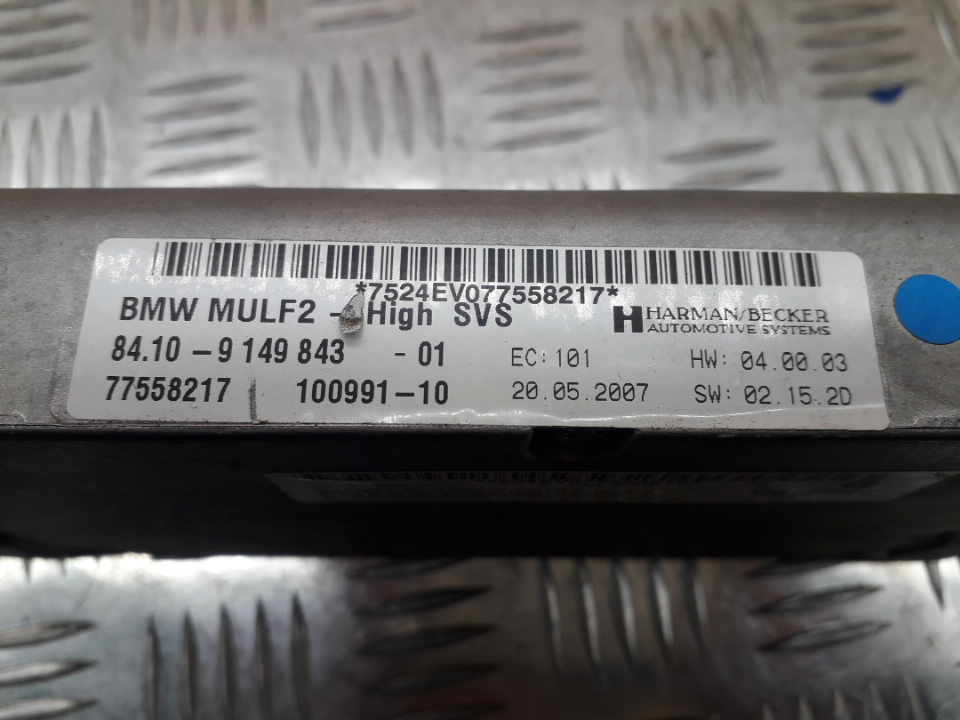 *7524EV077558217*
BMW MULF2 - High SVS
HARMAN/BECKER
AUTOMOTIVE SYSTEMS
84.10 - 9 149 843 - 01 EC: 101 HW: 04.00.03
77558217 100991-10 20.05.2007 SW: 02.15.2D